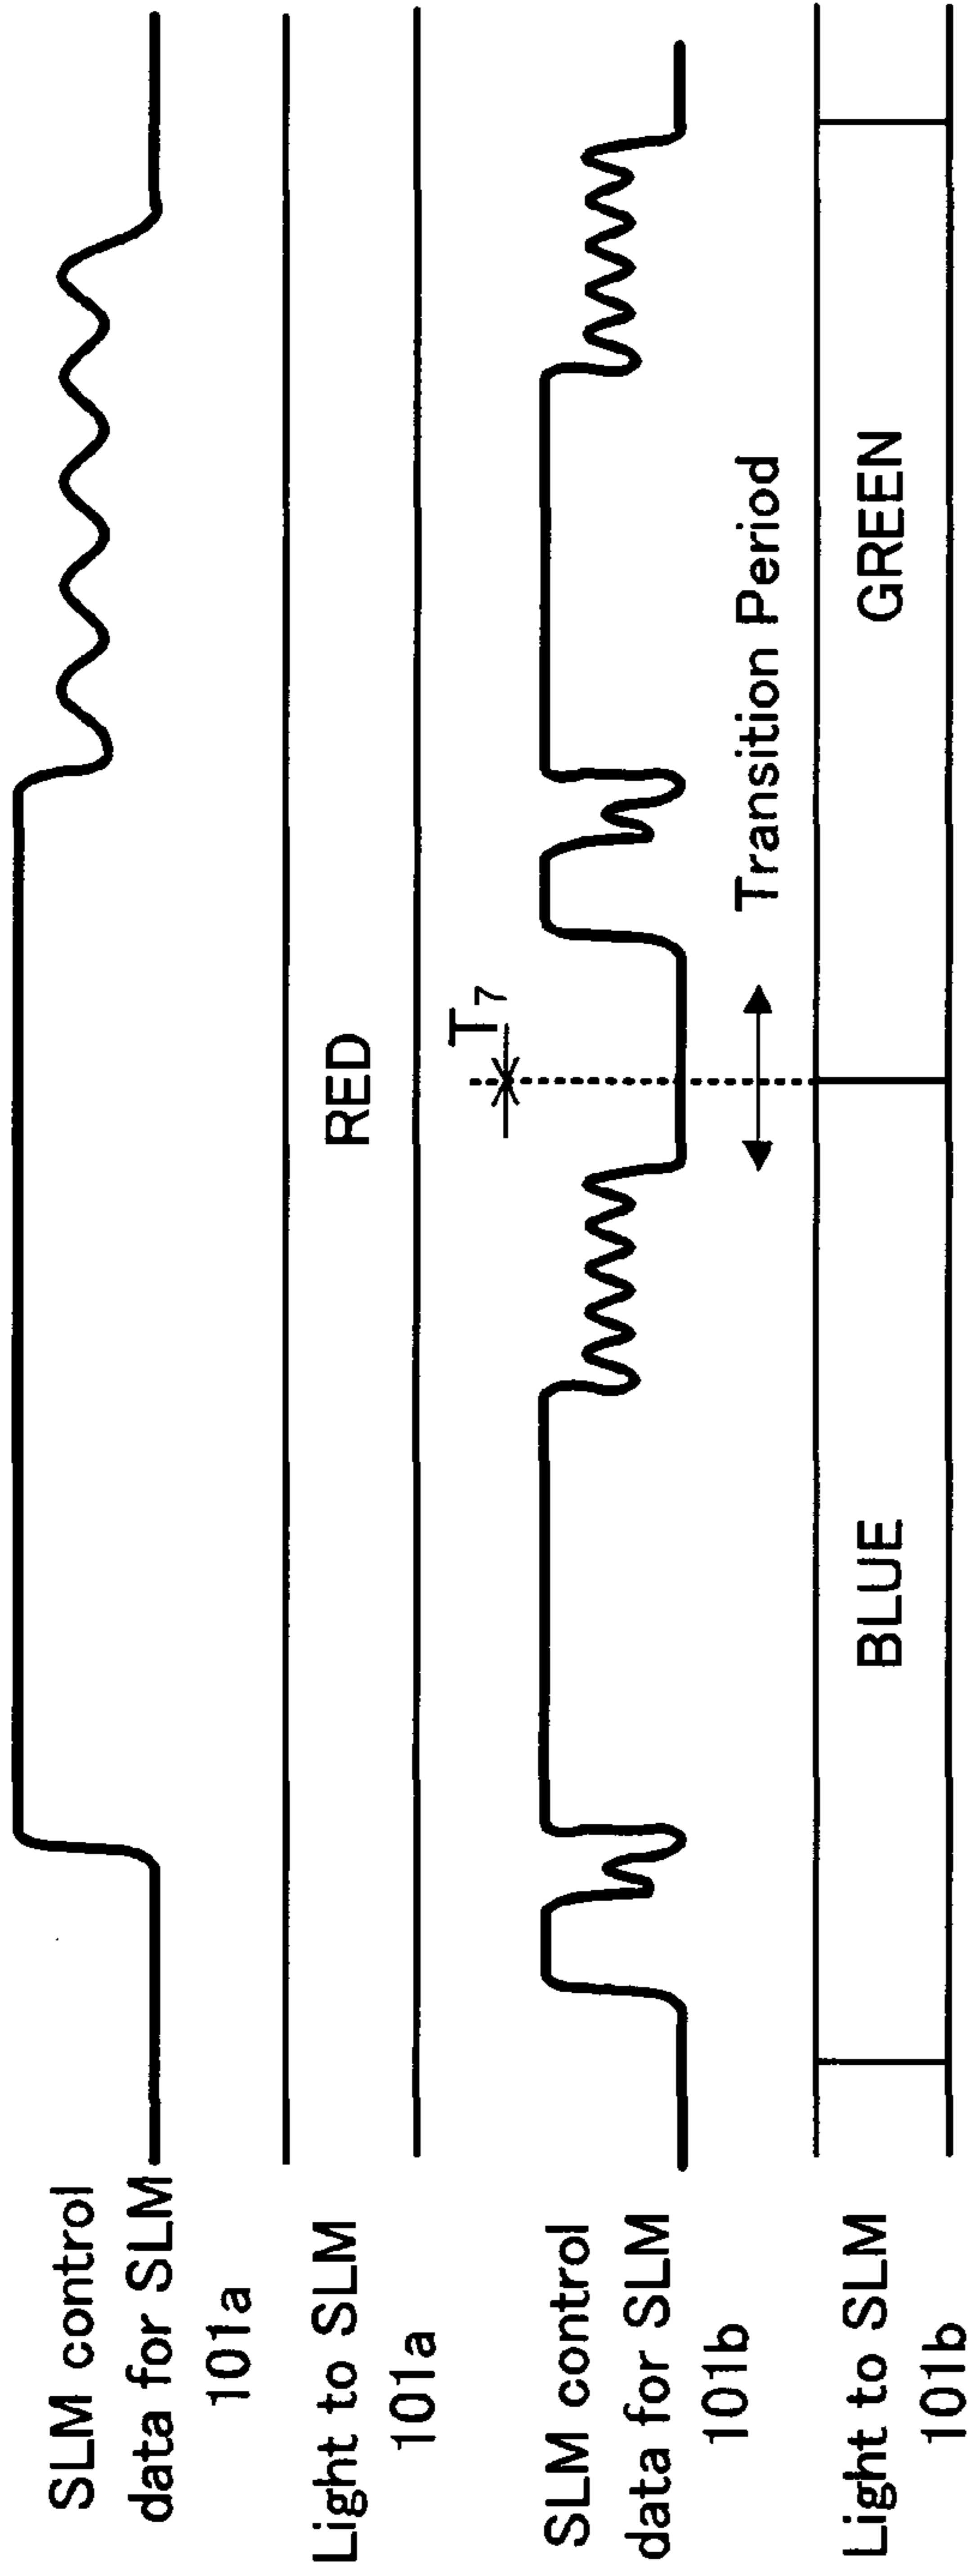 SLM control
data for SLM
101a
Light to SLM
101a
RED
SLM control
data for SLM
101b
T7
Transition Period
Light to SLM
101b
BLUE
GREEN